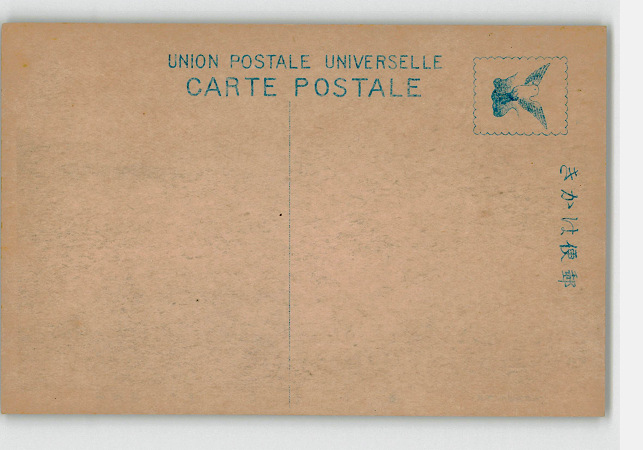 UNION POSTALE UNIVERSELLE
CARTE POSTALE
郵便はかき